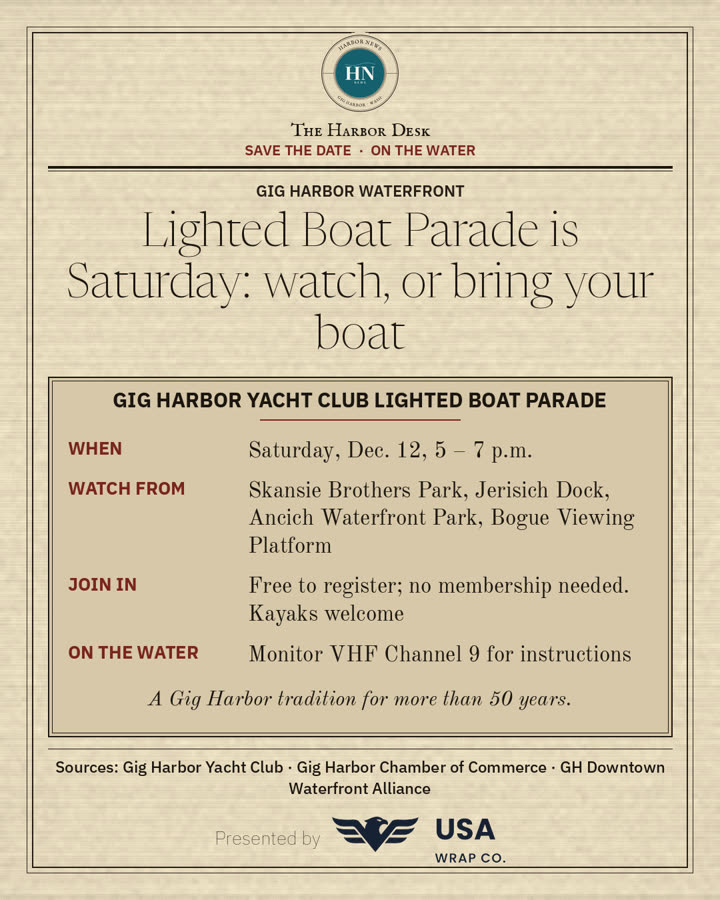 HARBOR NEWS
HN
NEWS
GIG HARBOR · WASH
The Harbor Desk
SAVE THE DATE · ON THE WATER
GIG HARBOR WATERFRONT
Lighted Boat Parade is
Saturday: watch, or bring your
boat
GIG HARBOR YACHT CLUB LIGHTED BOAT PARADE
WHEN
Saturday, Dec. 12, 5 – 7 p.m.
WATCH FROM
Skansie Brothers Park, Jerisich Dock,
Ancich Waterfront Park, Bogue Viewing
Platform
JOIN IN
Free to register; no membership needed.
Kayaks welcome
ON THE WATER
Monitor VHF Channel 9 for instructions
A Gig Harbor tradition for more than 50 years.
Sources: Gig Harbor Yacht Club · Gig Harbor Chamber of Commerce · GH Downtown
Waterfront Alliance
Presented by
USA
WRAP CO.